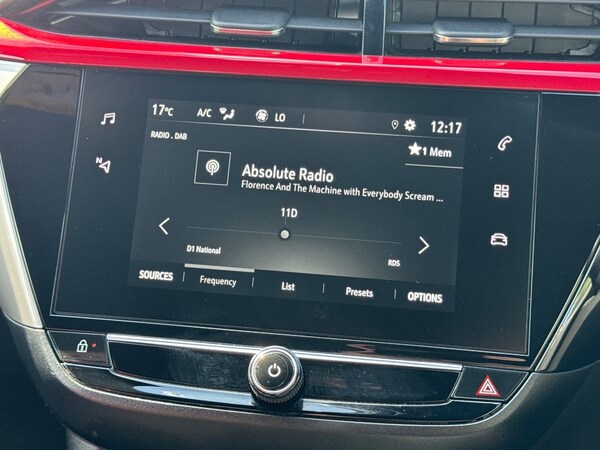 17°C A/C LO 12:17
RADIO . DAB
★1 Mem
N
Absolute Radio
Florence And The Machine with Everybody Scream ...
11D
D1 National RDS
SOURCES Frequency List Presets OPTIONS